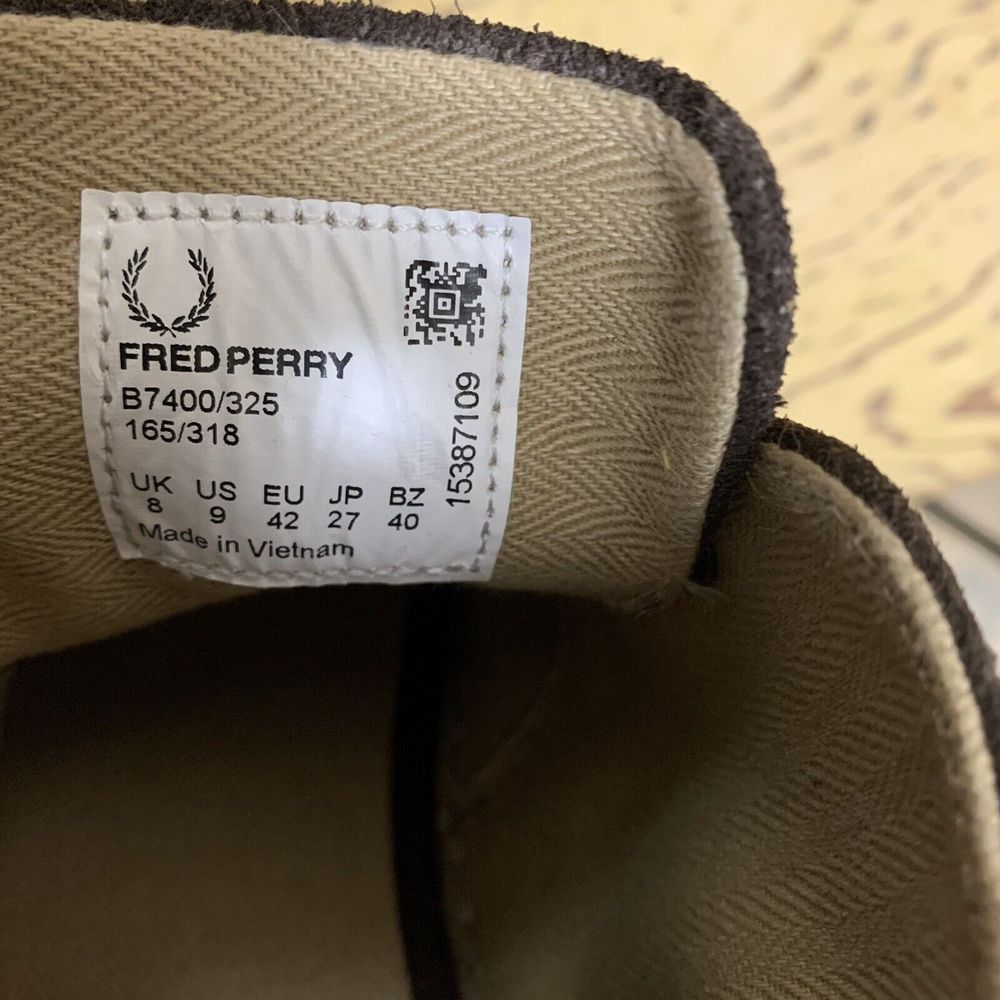 FRED PERRY
B7400/325
165/318
UK US EU JP BZ
8 9 42 27 40
Made in Vietnam
15387109